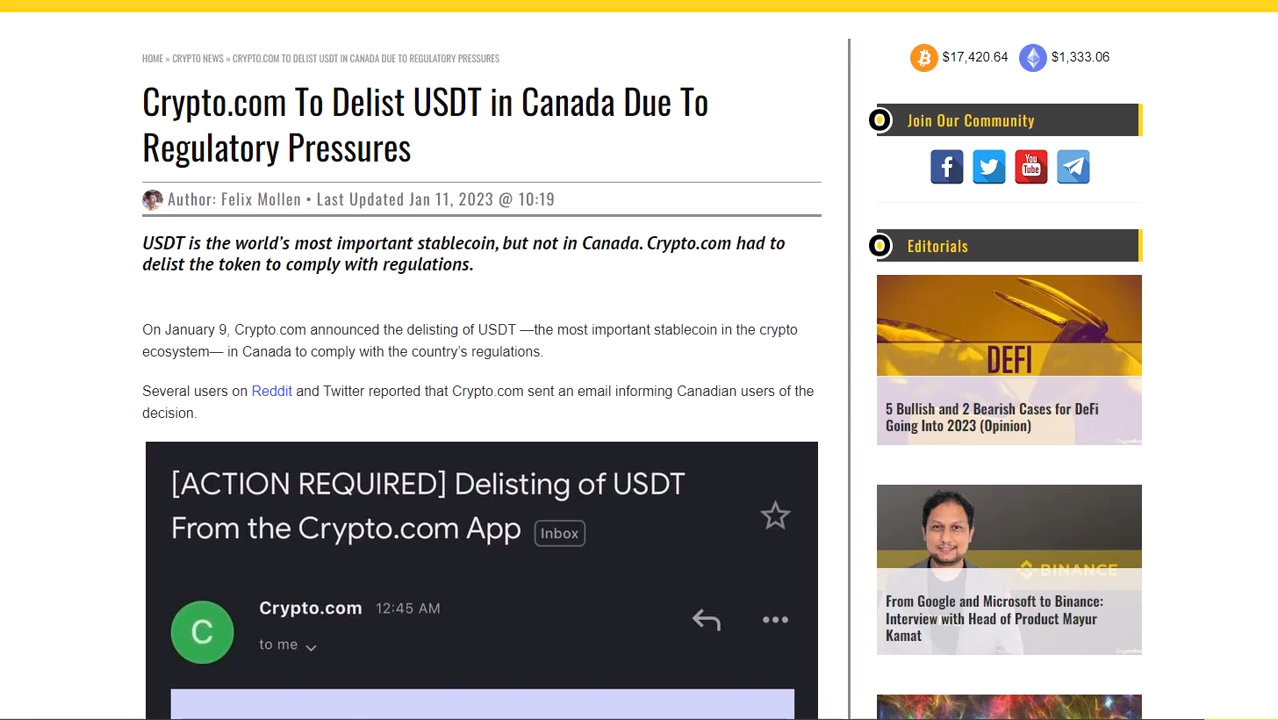 HOME » CRYPTO NEWS » CRYPTO.COM TO DELIST USDT IN CANADA DUE TO REGULATORY PRESSURES
Crypto.com To Delist USDT in Canada Due To
Regulatory Pressures
Author: Felix Mollen • Last Updated Jan 11, 2023 @ 10:19
USDT is the world's most important stablecoin, but not in Canada. Crypto.com had to
delist the token to comply with regulations.
On January 9, Crypto.com announced the delisting of USDT —the most important stablecoin in the crypto
ecosystem— in Canada to comply with the country's regulations.
Several users on Reddit and Twitter reported that Crypto.com sent an email informing Canadian users of the
decision.
[ACTION REQUIRED] Delisting of USDT
From the Crypto.com App Inbox
C
Crypto.com 12:45 AM
to me
$17,420.64 $1,333.06
Join Our Community
You
Tube
Editorials
DEFI
5 Bullish and 2 Bearish Cases for DeFi
Going Into 2023 (Opinion)
BINANCE
From Google and Microsoft to Binance:
Interview with Head of Product Mayur
Kamat